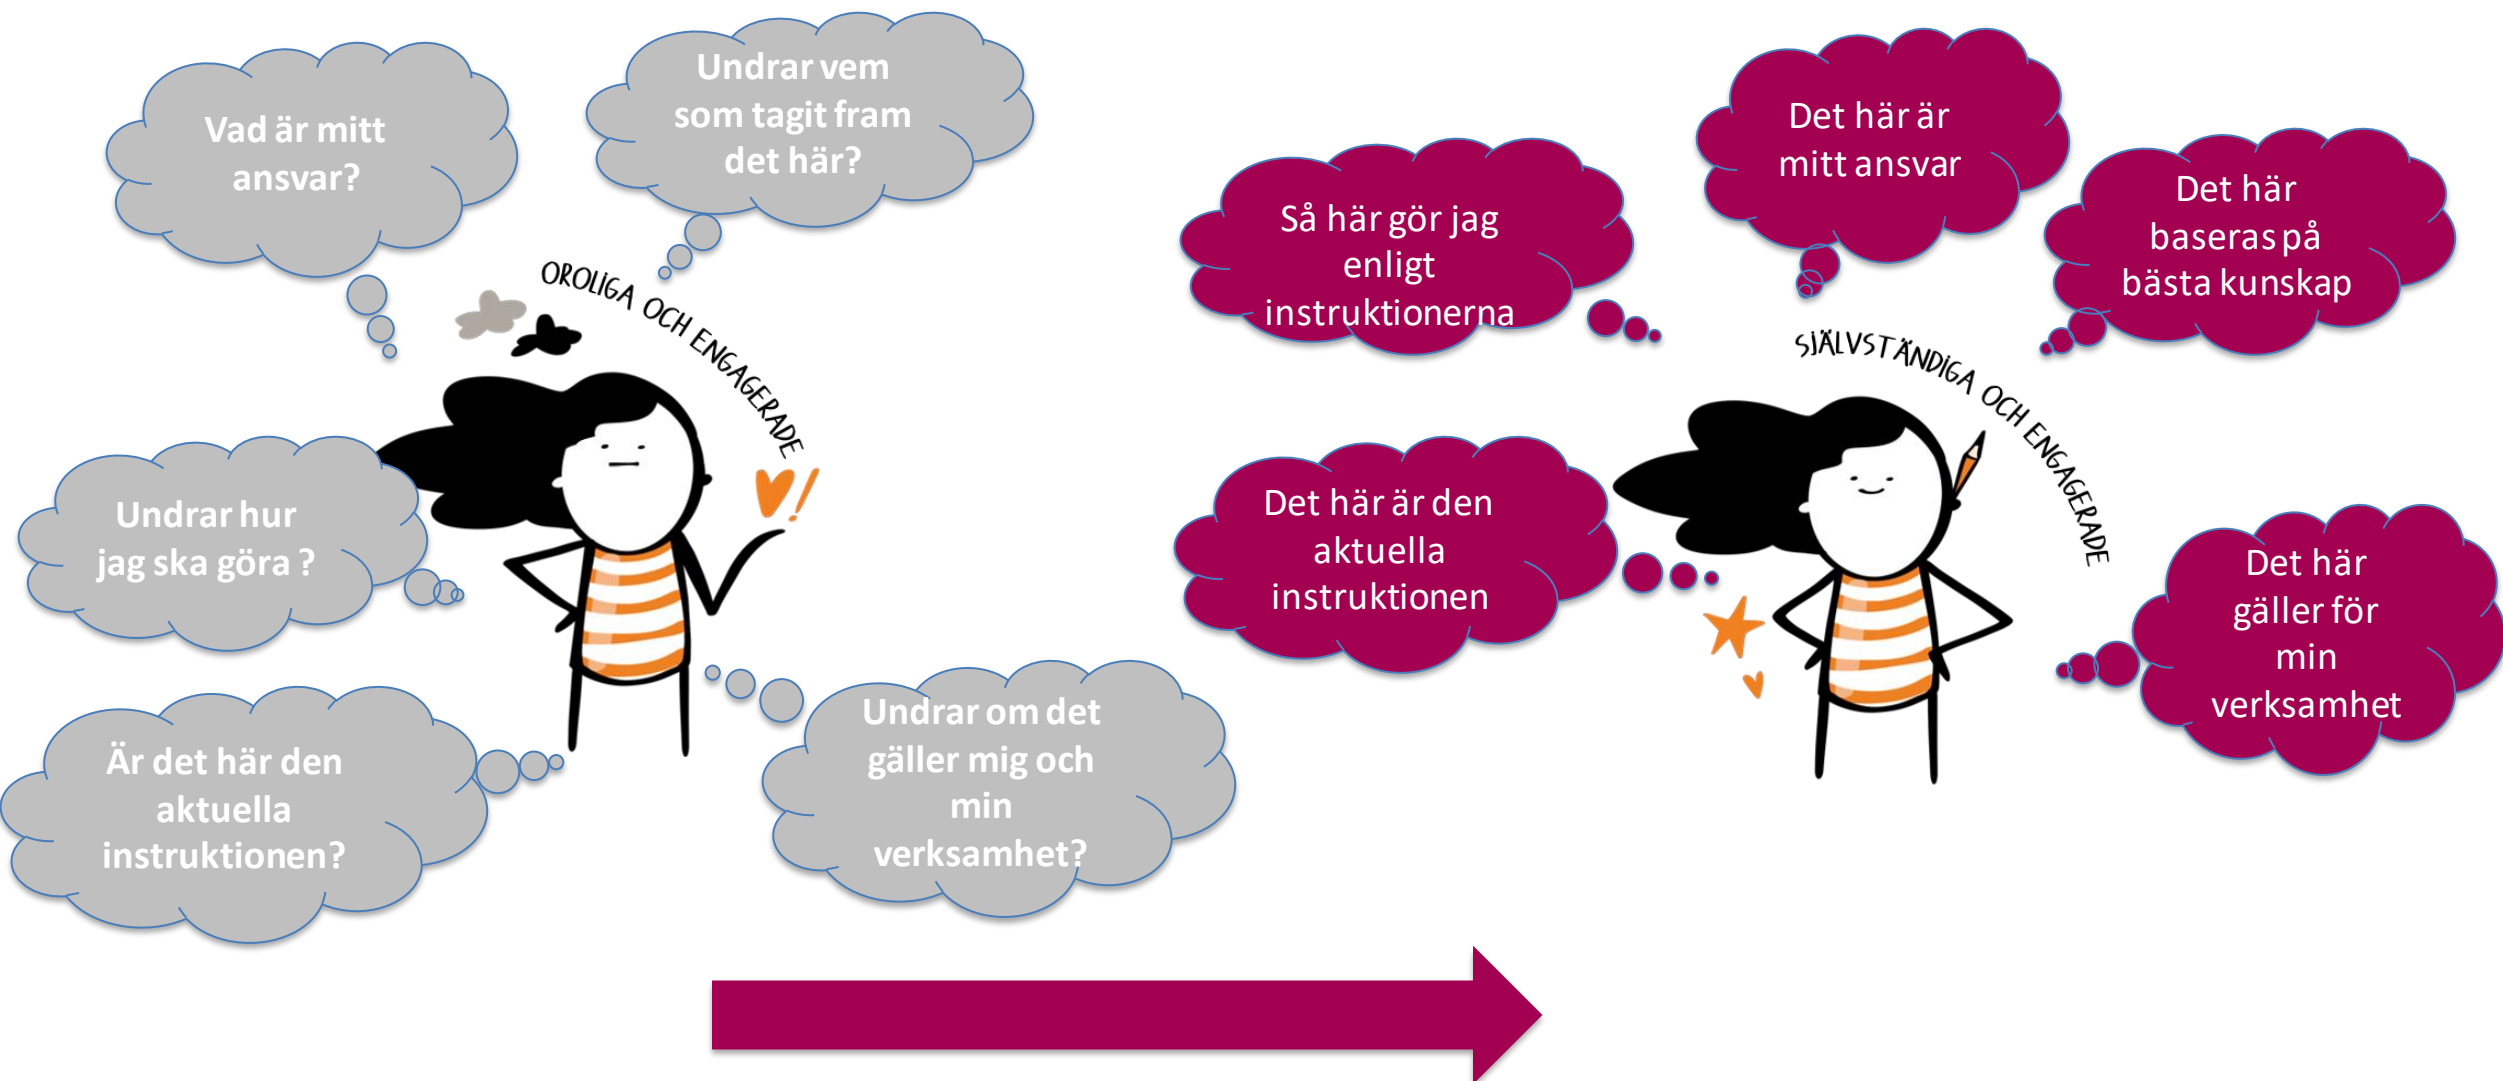 Vad är mitt
ansvar?
Undrar vem
som tagit fram
det här?
OROLIGA OCH ENGAGERADE
Undrar hur
jag ska göra ?
Är det här den
aktuella
instruktionen?
Undrar om det
gäller mig och
min
verksamhet?
Så här gör jag
enligt
instruktionerna
Det här är
mitt ansvar
Det här
baseras på
bästa kunskap
SJÄLVSTÄNDIGA OCH ENGAGERADE
Det här är den
aktuella
instruktionen
Det här
gäller för
min
verksamhet